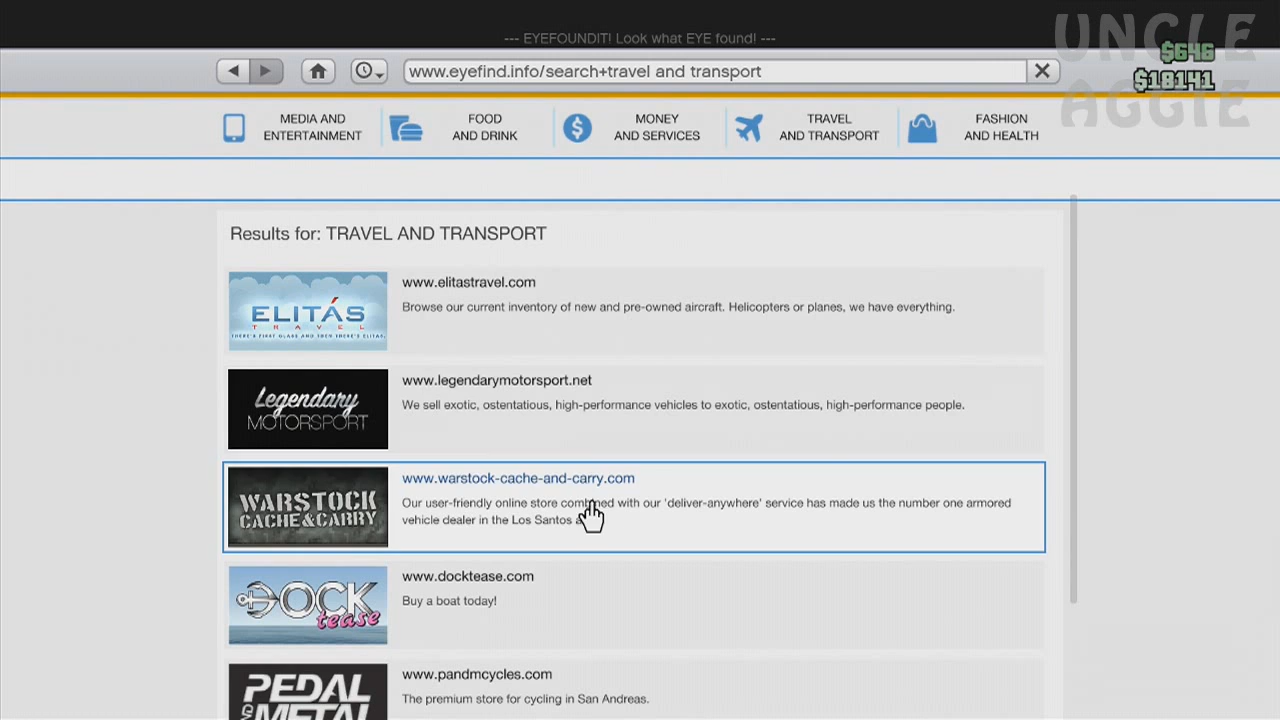 UNCLE
AGGIE
$646
$18141
--- EYEFOUNDIT! Look what EYE found! ---
www.eyefind.info/search+travel and transport
MEDIA AND
ENTERTAINMENT
FOOD
AND DRINK
MONEY
AND SERVICES
TRAVEL
AND TRANSPORT
FASHION
AND HEALTH
Results for: TRAVEL AND TRANSPORT
ELITÁS
TRAVEL
THERE'S FIRST CLASS AND THEN THERE'S ELITAS.
www.elitastravel.com
Browse our current inventory of new and pre-owned aircraft. Helicopters or planes, we have everything.
Legendary
MOTORSPORT
www.legendarymotorsport.net
We sell exotic, ostentatious, high-performance vehicles to exotic, ostentatious, high-performance people.
WARSTOCK
CACHE&CARRY
www.warstock-cache-and-carry.com
Our user-friendly online store combined with our 'deliver-anywhere' service has made us the number one armored
vehicle dealer in the Los Santos
DOCK
tease
www.docktease.com
Buy a boat today!
PEDAL
AND METAL
www.pandmcycles.com
The premium store for cycling in San Andreas.